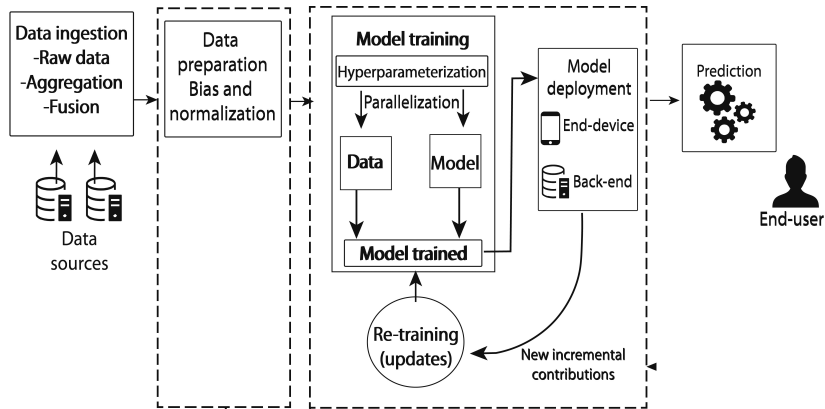 Data ingestion
-Raw data
-Aggregation
-Fusion
Data
sources
Data
preparation
Bias and
normalization
Model training
Hyperparameterization
Parallelization
Data
Model
Model trained
Re-training
(updates)
New incremental
contributions
Model
deployment
End-device
Back-end
Prediction
End-user